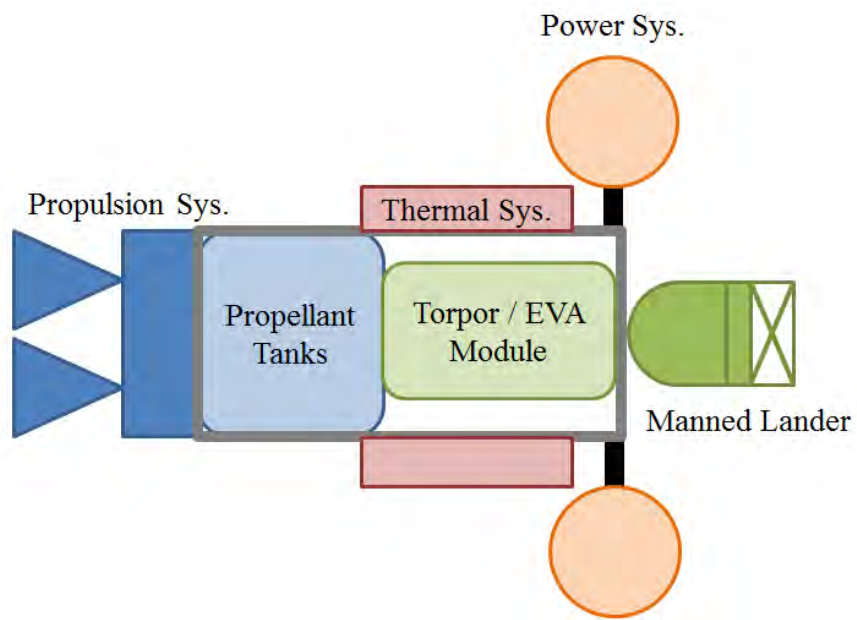 Power Sys.
Propulsion Sys.
Thermal Sys.
Propellant
Tanks
Torpor / EVA
Module
Manned Lander